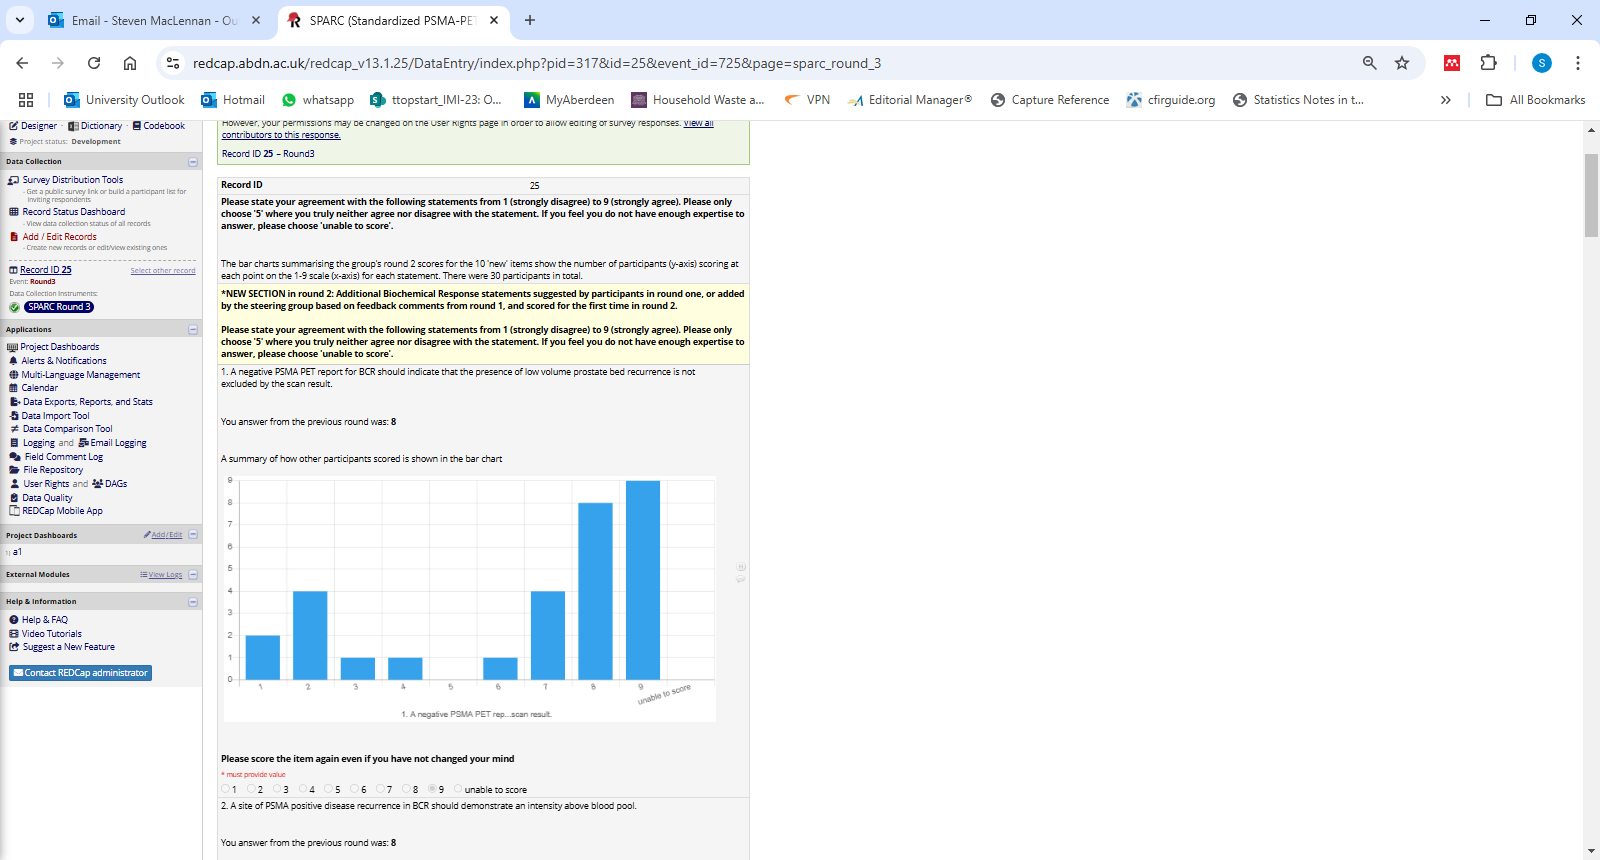 Email - Steven MacLennan - Ou
SPARC (Standardized PSMA-PE
redcap.abdn.ac.uk/redcap_v13.1.25/DataEntry/index.php?pid=317&id=25&event_id=725&page=sparc_round_3
S
University Outlook
Hotmail
whatsapp
ttopstart_IMI-23: O...
MyAberdeen
Household Waste a...
VPN
Editorial Manager®
Capture Reference
cfirguide.org
Statistics Notes in t...
»
All Bookmarks
Designer · Dictionary · Codebook
Project status: Development
Data Collection
Survey Distribution Tools
- Get a public survey link or build a participant list for
inviting respondents
Record Status Dashboard
- View data collection status of all records
Add / Edit Records
- Create new records or edit/view existing ones
Record ID 25
Select other record
Event: Round3
Data Collection Instruments:
SPARC Round 3
Applications
Project Dashboards
Alerts & Notifications
Multi-Language Management
Calendar
Data Exports, Reports, and Stats
Data Import Tool
Data Comparison Tool
Logging and Email Logging
Field Comment Log
File Repository
User Rights and DAGs
Data Quality
REDCap Mobile App
Project Dashboards
Add/Edit
a1
External Modules
View Logs
Help & Information
Help & FAQ
Video Tutorials
Suggest a New Feature
Contact REDCap administrator
However, your permissions may be changed on the User Rights page in order to allow editing of survey responses. View all
contributors to this response.
Record ID 25 – Round3
Record ID
25
Please state your agreement with the following statements from 1 (strongly disagree) to 9 (strongly agree). Please only
choose '5' where you truly neither agree nor disagree with the statement. If you feel you do not have enough expertise to
answer, please choose 'unable to score'.
The bar charts summarising the group's round 2 scores for the 10 'new' items show the number of participants (y-axis) scoring at
each point on the 1-9 scale (x-axis) for each statement. There were 30 participants in total.
*NEW SECTION in round 2: Additional Biochemical Response statements suggested by participants in round one, or added
by the steering group based on feedback comments from round 1, and scored for the first time in round 2.
Please state your agreement with the following statements from 1 (strongly disagree) to 9 (strongly agree). Please only
choose '5' where you truly neither agree nor disagree with the statement. If you feel you do not have enough expertise to
answer, please choose 'unable to score'.
1. A negative PSMA PET report for BCR should indicate that the presence of low volume prostate bed recurrence is not
excluded by the scan result.
You answer from the previous round was: 8
A summary of how other participants scored is shown in the bar chart
9
8
7
6
5
4
3
2
1
0
1 2 3 4 5 6 7 8 9 unable to score
1. A negative PSMA PET rep...scan result.
Please score the item again even if you have not changed your mind
* must provide value
1 2 3 4 5 6 7 8 9 unable to score
2. A site of PSMA positive disease recurrence in BCR should demonstrate an intensity above blood pool.
You answer from the previous round was: 8